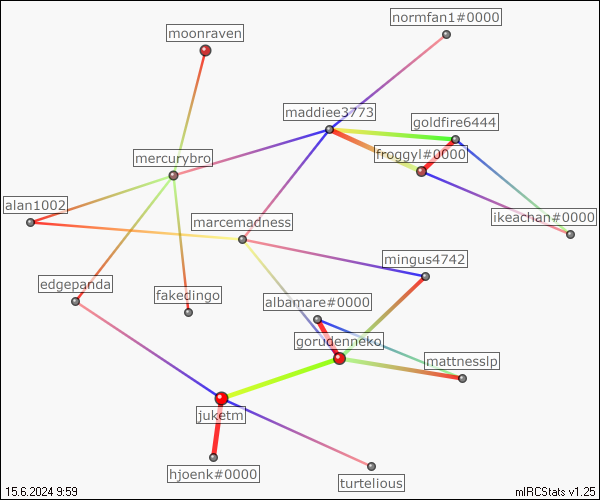 normfan1#0000
moonraven
maddiee3773
goldfire6444
froggyl#0000
mercurybro
alan1002
ikeachan#0000
marcemadness
mingus4742
edgepanda
fakedingo
albamare#0000
gorudenneko
mattnesslp
juketm
hjoenk#0000
turtelious
15.6.2024 9:59
mIRCStats v1.25